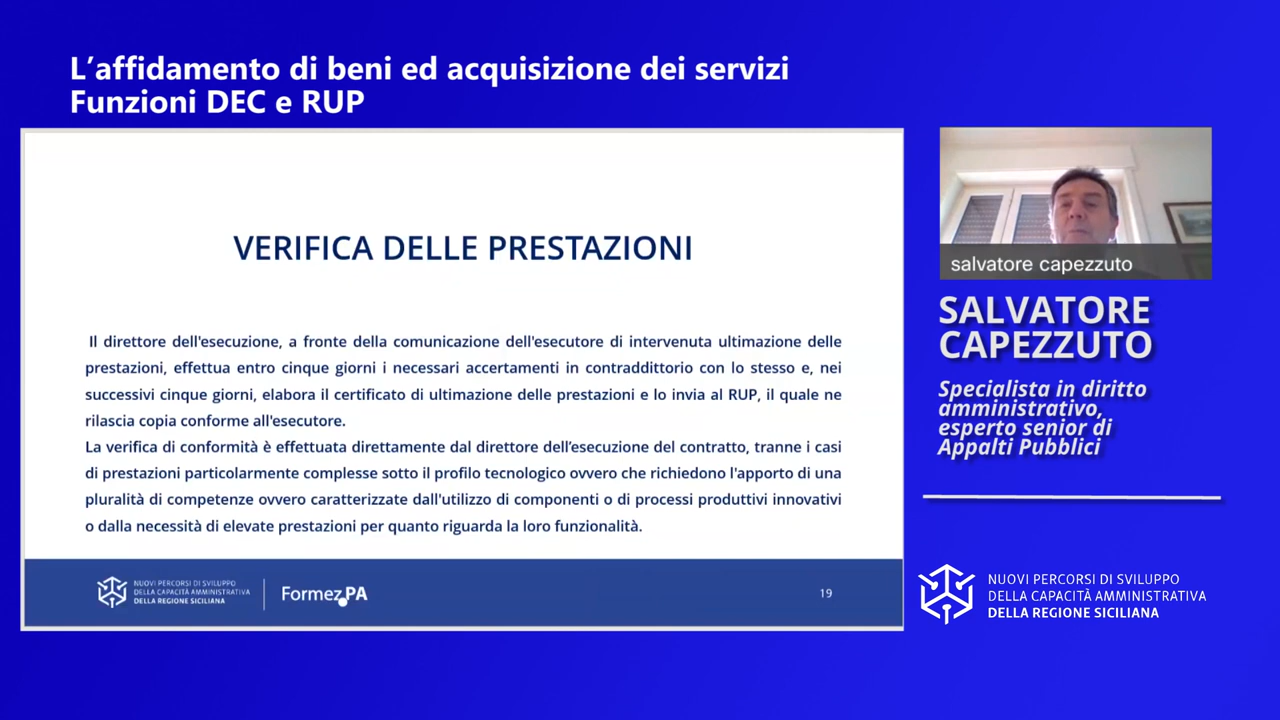 L’affidamento di beni ed acquisizione dei servizi
Funzioni DEC e RUP
VERIFICA DELLE PRESTAZIONI
Il direttore dell'esecuzione, a fronte della comunicazione dell'esecutore di intervenuta ultimazione delle
prestazioni, effettua entro cinque giorni i necessari accertamenti in contraddittorio con lo stesso e, nei
successivi cinque giorni, elabora il certificato di ultimazione delle prestazioni e lo invia al RUP, il quale ne
rilascia copia conforme all'esecutore.
La verifica di conformità è effettuata direttamente dal direttore dell’esecuzione del contratto, tranne i casi
di prestazioni particolarmente complesse sotto il profilo tecnologico ovvero che richiedono l'apporto di una
pluralità di competenze ovvero caratterizzate dall'utilizzo di componenti o di processi produttivi innovativi
o dalla necessità di elevate prestazioni per quanto riguarda la loro funzionalità.
NUOVI PERCORSI DI SVILUPPO
DELLA CAPACITÀ AMMINISTRATIVA
DELLA REGIONE SICILIANA
Formez PA
19
salvatore capezzuto
SALVATORE
CAPEZZUTO
Specialista in diritto
amministrativo,
esperto senior di
Appalti Pubblici
NUOVI PERCORSI DI SVILUPPO
DELLA CAPACITÀ AMMINISTRATIVA
DELLA REGIONE SICILIANA